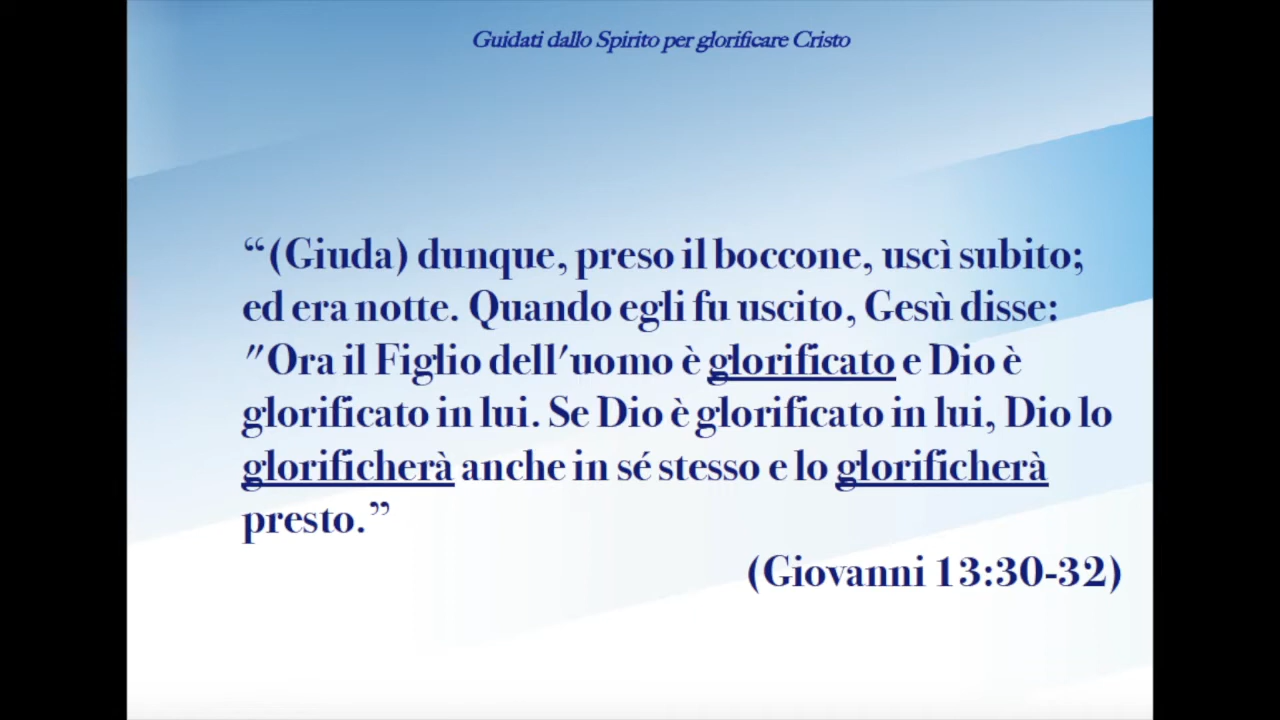 Guidati dallo Spirito per glorificare Cristo
“(Giuda) dunque, preso il boccone, uscì subito;
ed era notte. Quando egli fu uscito, Gesù disse:
"Ora il Figlio dell'uomo è glorificato e Dio è
glorificato in lui. Se Dio è glorificato in lui, Dio lo
glorificherà anche in sé stesso e lo glorificherà
presto.”
(Giovanni 13:30-32)